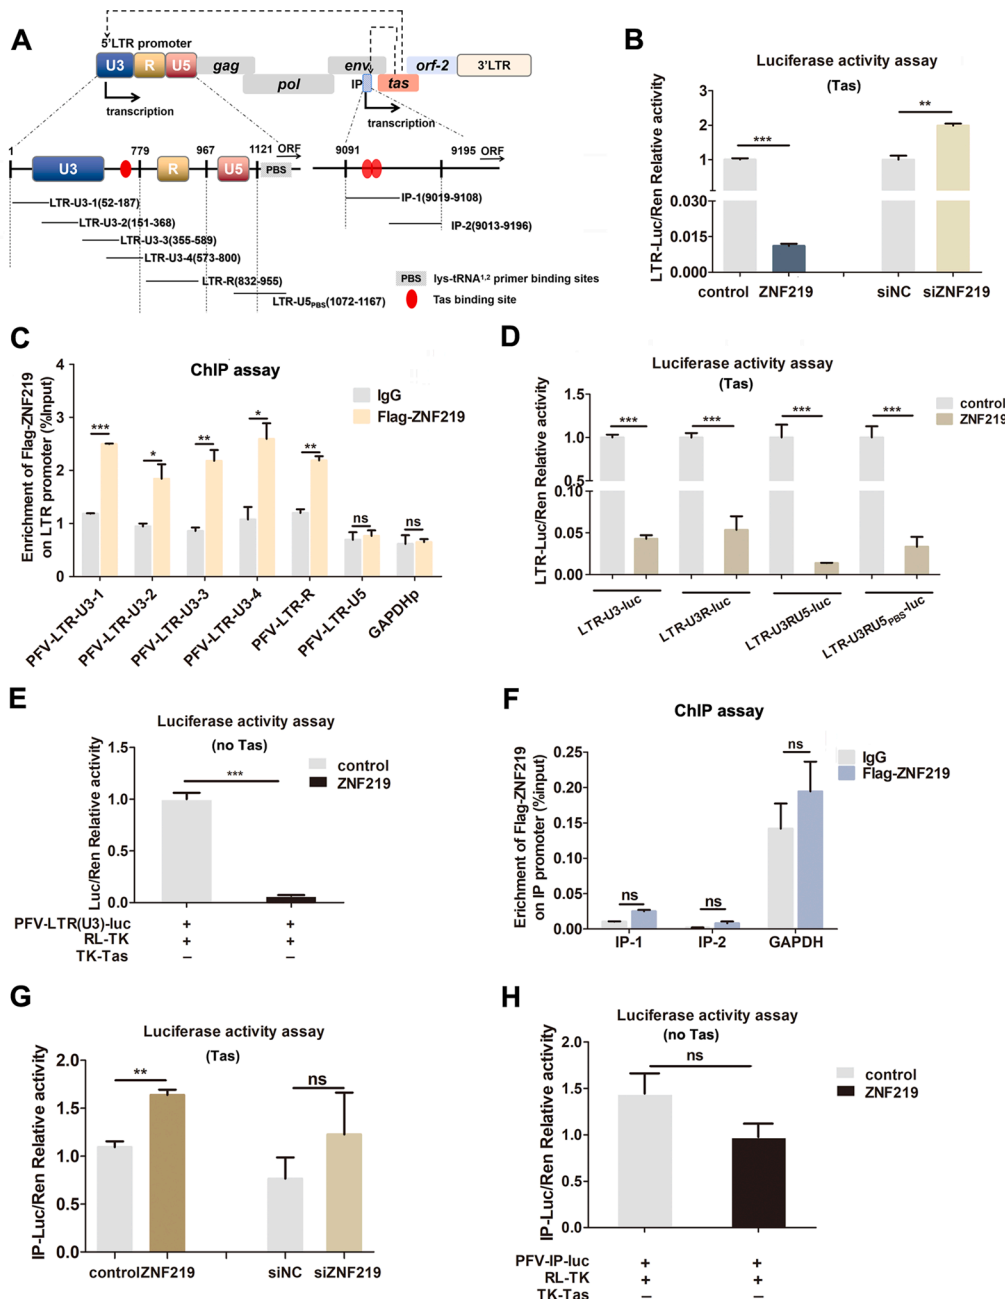 A
5'LTR promoter
U3 R U5 gag pol env IP tas orf-2 3'LTR
transcription
transcription
1 779 967 1121 ORF 9091 9195 ORF
U3 R U5 PBS
LTR-U3-1(52-187)
LTR-U3-2(151-368)
LTR-U3-3(355-589)
LTR-U3-4(573-800)
LTR-R(832-955)
LTR-U5PBS(1072-1167)
IP-1(9019-9108)
IP-2(9013-9196)
PBS lys-tRNA1,2 primer binding sites
Tas binding site
B
Luciferase activity assay
(Tas)
LTR-Luc/Ren Relative activity
3
2
1
0.030
0.015
0.000
***
**
control ZNF219 siNC siZNF219
C
ChIP assay
IgG
Flag-ZNF219
Enrichment of Flag-ZNF219
on LTR promoter (%Input)
4
3
2
1
0
*** * ** * ** ns ns
PFV-LTR-U3-1
PFV-LTR-U3-2
PFV-LTR-U3-3
PFV-LTR-U3-4
PFV-LTR-R
PFV-LTR-U5
GAPDHp
D
Luciferase activity assay
(Tas)
control
ZNF219
LTR-Luc/Ren Relative activity
1.5
1.0
0.5
0.10
0.05
0.00
*** *** *** ***
LTR-U3-luc
LTR-U3R-luc
LTR-U3RU5-luc
LTR-U3RU5PBS-luc
E
Luciferase activity assay
(no Tas)
control
ZNF219
Luc/Ren Relative activity
1.5
1.0
0.5
0.0
***
PFV-LTR(U3)-luc + +
RL-TK + +
TK-Tas – –
F
ChIP assay
IgG
Flag-ZNF219
Erichment of Flag-ZNF219
on IP promoter (%input)
0.25
0.20
0.15
0.10
0.05
0.00
ns ns ns
IP-1 IP-2 GAPDH
G
Luciferase activity assay
(Tas)
IP-Luc/Ren Relative activity
2.0
1.5
1.0
0.5
0.0
** ns
controlZNF219 siNC siZNF219
H
Luciferase activity assay
(no Tas)
control
ZNF219
IP-Luc/Ren Relative activity
2.0
1.5
1.0
0.5
0.0
ns
PFV-IP-luc + +
RL-TK + +
TK-Tas – –